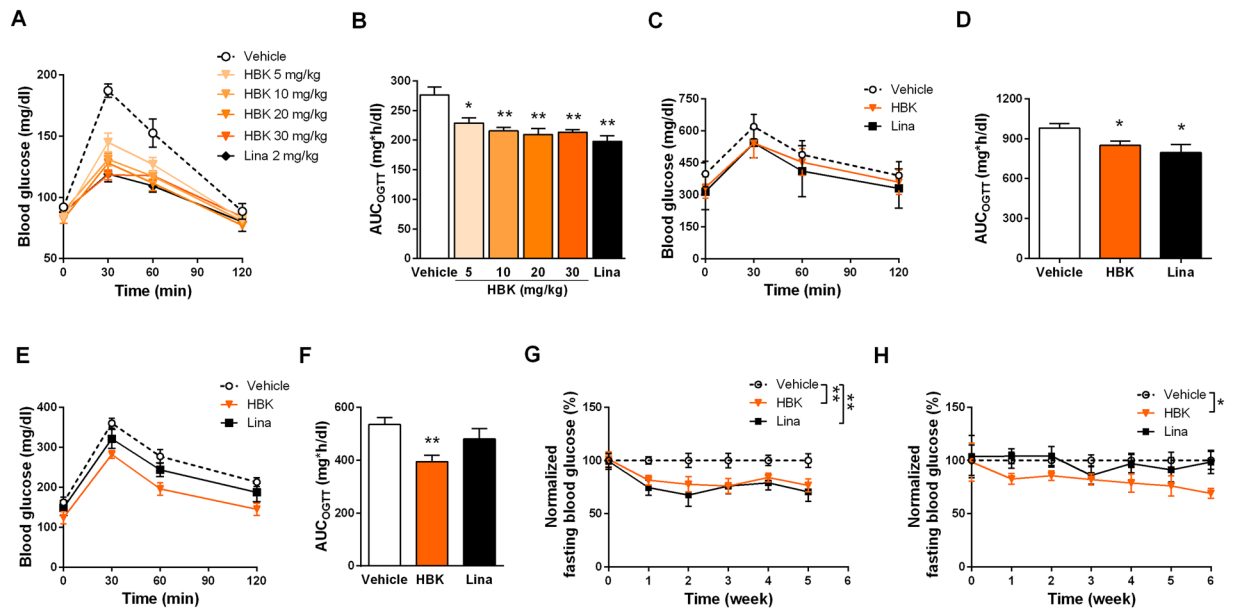 A
Vehicle
HBK 5 mg/kg
HBK 10 mg/kg
HBK 20 mg/kg
HBK 30 mg/kg
Lina 2 mg/kg
Blood glucose (mg/dl)
200
150
100
50
0 30 60 90 120
Time (min)
B
AUCOGTT (mg*h/dl)
300
250
200
150
100
50
0
* ** ** ** **
Vehicle 5 10 20 30 Lina
HBK (mg/kg)
C
Vehicle
HBK
Lina
Blood glucose (mg/dl)
750
600
450
300
150
0
0 30 60 90 120
Time (min)
D
AUCOGTT (mg*h/dl)
1200
900
600
300
0
* *
Vehicle HBK Lina
E
Vehicle
HBK
Lina
Blood glucose (mg/dl)
400
300
200
100
0
0 30 60 90 120
Time (min)
F
AUCOGTT (mg*h/dl)
600
400
200
0
**
Vehicle HBK Lina
G
Vehicle
HBK
Lina
**
**
Normalized
fasting blood glucose (%)
150
100
50
0
0 1 2 3 4 5 6
Time (week)
H
Vehicle
HBK
Lina
*
Normalized
fasting blood glucose (%)
150
100
50
0
0 1 2 3 4 5 6
Time (week)